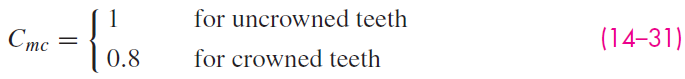 C_mc = { 1 for uncrowned teeth
0.8 for crowned teeth
(14–31)